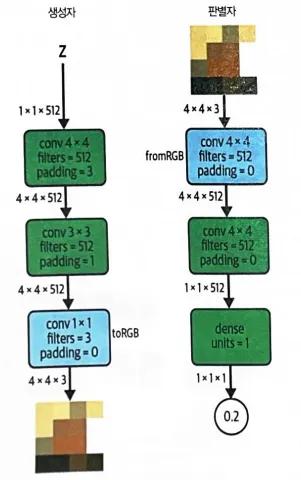 생성자
Z
1×1×512
conv 4×4
filters = 512
padding = 3
4×4×512
conv 3×3
filters = 512
padding = 1
4×4×512
conv 1×1
filters = 3
padding = 0
toRGB
4×4×3
판별자
4×4×3
fromRGB
conv 4×4
filters = 512
padding = 0
4×4×512
conv 4×4
filters = 512
padding = 0
1×1×512
dense
units = 1
1×1×1
0.2